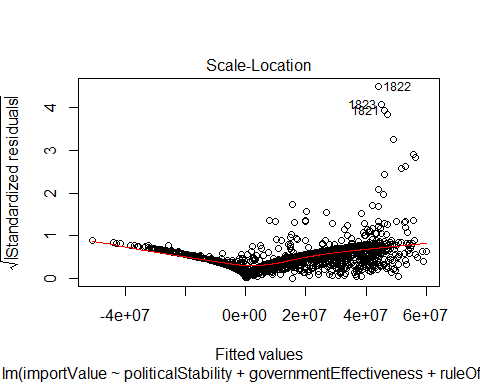 Scale-Location
√|Standardized residuals|
4
3
2
1
0
1822
1823
1821
-4e+07
0e+00
2e+07
4e+07
6e+07
Fitted values
lm(importValue ~ politicalStability + governmentEffectiveness + ruleOf